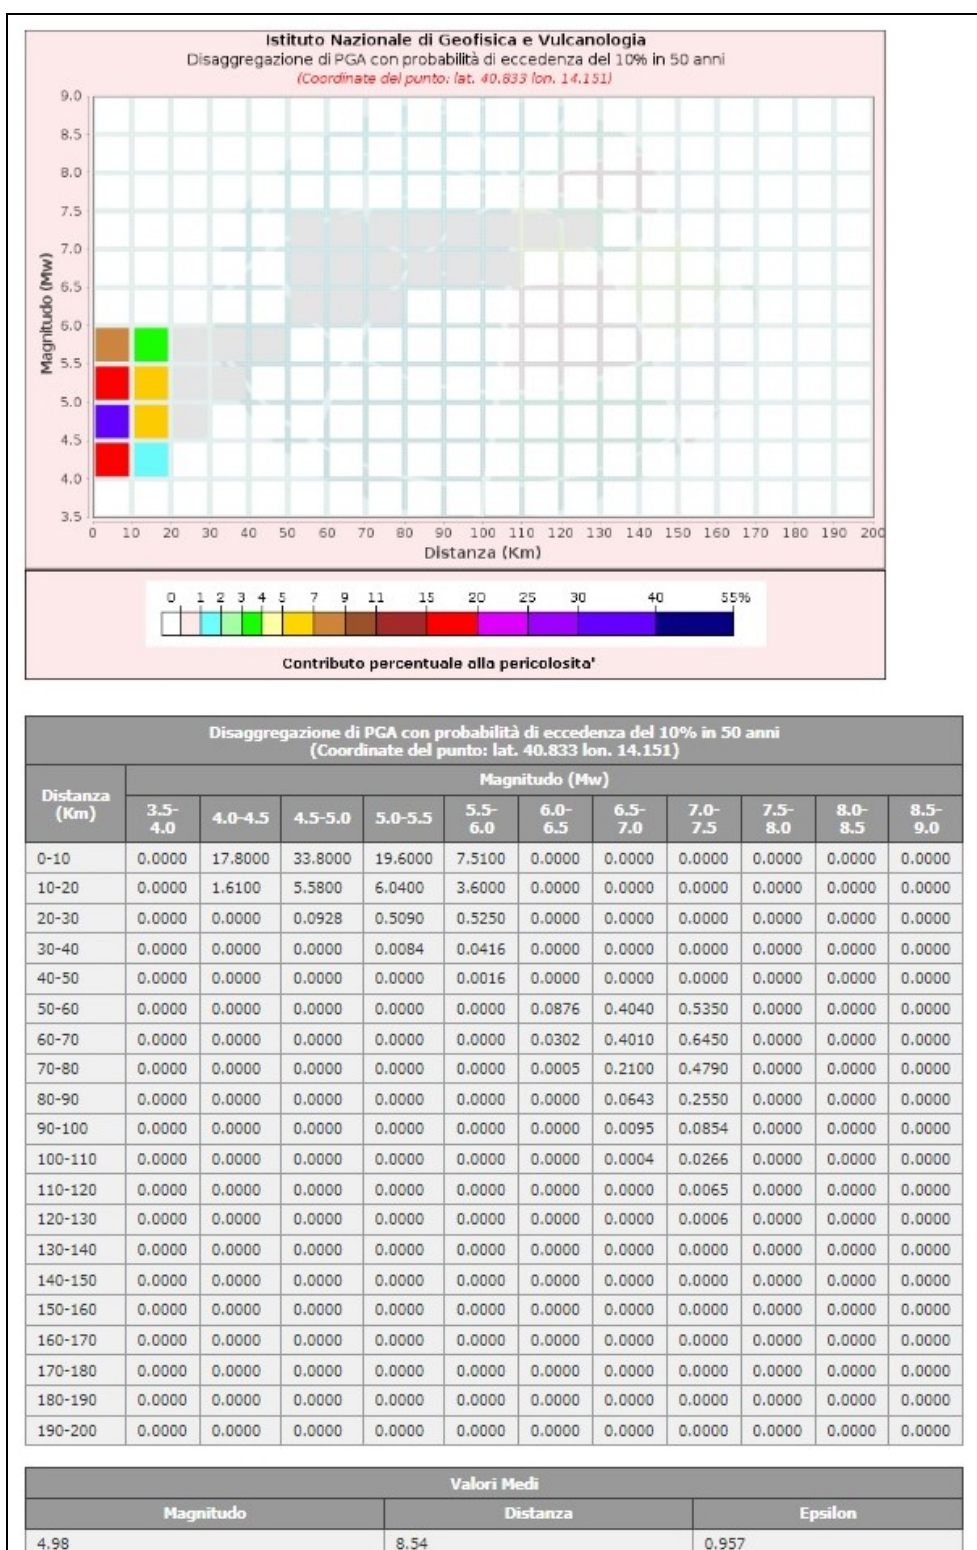 Istituto Nazionale di Geofisica e Vulcanologia
Disaggregazione di PGA con probabilità di eccedenza del 10% in 50 anni
(Coordinate del punto: lat. 40.833 lon. 14.151)
Magnitudo (Mw)
9.0
8.5
8.0
7.5
7.0
6.5
6.0
5.5
5.0
4.5
4.0
3.5
0 10 20 30 40 50 60 70 80 90 100 110 120 130 140 150 160 170 180 190 200
Distanza (Km)
0 1 2 3 4 5 7 9 11 15 20 25 30 40 55%
Contributo percentuale alla pericolosita'
Disaggregazione di PGA con probabilità di eccedenza del 10% in 50 anni
(Coordinate del punto: lat. 40.833 lon. 14.151)
Distanza (Km) Magnitudo (Mw)
3.5-4.0 4.0-4.5 4.5-5.0 5.0-5.5 5.5-6.0 6.0-6.5 6.5-7.0 7.0-7.5 7.5-8.0 8.0-8.5 8.5-9.0
0-10 0.0000 17.8000 33.8000 19.6000 7.5100 0.0000 0.0000 0.0000 0.0000 0.0000 0.0000
10-20 0.0000 1.6100 5.5800 6.0400 3.6000 0.0000 0.0000 0.0000 0.0000 0.0000 0.0000
20-30 0.0000 0.0000 0.0928 0.5090 0.5250 0.0000 0.0000 0.0000 0.0000 0.0000 0.0000
30-40 0.0000 0.0000 0.0000 0.0084 0.0416 0.0000 0.0000 0.0000 0.0000 0.0000 0.0000
40-50 0.0000 0.0000 0.0000 0.0000 0.0016 0.0000 0.0000 0.0000 0.0000 0.0000 0.0000
50-60 0.0000 0.0000 0.0000 0.0000 0.0000 0.0876 0.4040 0.5350 0.0000 0.0000 0.0000
60-70 0.0000 0.0000 0.0000 0.0000 0.0000 0.0302 0.4010 0.6450 0.0000 0.0000 0.0000
70-80 0.0000 0.0000 0.0000 0.0000 0.0000 0.0005 0.2100 0.4790 0.0000 0.0000 0.0000
80-90 0.0000 0.0000 0.0000 0.0000 0.0000 0.0000 0.0643 0.2550 0.0000 0.0000 0.0000
90-100 0.0000 0.0000 0.0000 0.0000 0.0000 0.0000 0.0095 0.0854 0.0000 0.0000 0.0000
100-110 0.0000 0.0000 0.0000 0.0000 0.0000 0.0000 0.0004 0.0266 0.0000 0.0000 0.0000
110-120 0.0000 0.0000 0.0000 0.0000 0.0000 0.0000 0.0000 0.0065 0.0000 0.0000 0.0000
120-130 0.0000 0.0000 0.0000 0.0000 0.0000 0.0000 0.0000 0.0006 0.0000 0.0000 0.0000
130-140 0.0000 0.0000 0.0000 0.0000 0.0000 0.0000 0.0000 0.0000 0.0000 0.0000 0.0000
140-150 0.0000 0.0000 0.0000 0.0000 0.0000 0.0000 0.0000 0.0000 0.0000 0.0000 0.0000
150-160 0.0000 0.0000 0.0000 0.0000 0.0000 0.0000 0.0000 0.0000 0.0000 0.0000 0.0000
160-170 0.0000 0.0000 0.0000 0.0000 0.0000 0.0000 0.0000 0.0000 0.0000 0.0000 0.0000
170-180 0.0000 0.0000 0.0000 0.0000 0.0000 0.0000 0.0000 0.0000 0.0000 0.0000 0.0000
180-190 0.0000 0.0000 0.0000 0.0000 0.0000 0.0000 0.0000 0.0000 0.0000 0.0000 0.0000
190-200 0.0000 0.0000 0.0000 0.0000 0.0000 0.0000 0.0000 0.0000 0.0000 0.0000 0.0000
Valori Medi
Magnitudo Distanza Epsilon
4.98 8.54 0.957